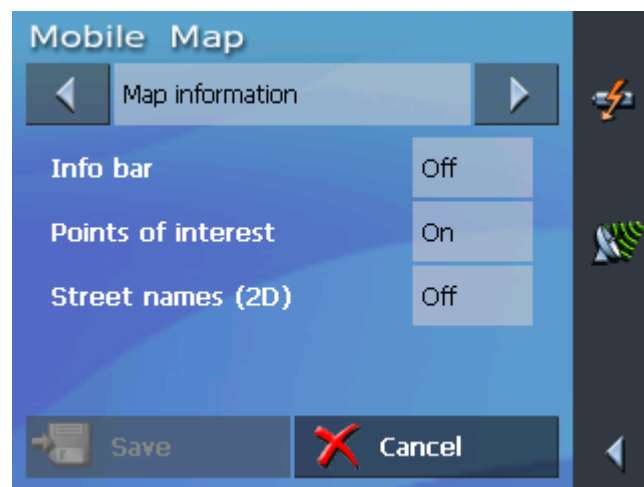 Mobile Map
Map information
Info bar Off
Points of interest On
Street names (2D) Off
Save Cancel